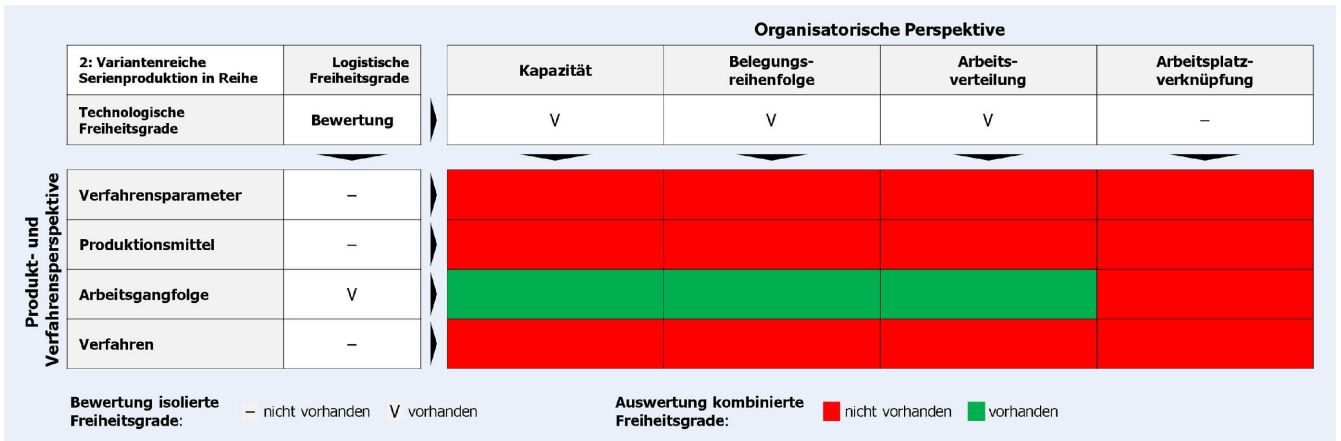 Organisatorische Perspektive
2: Variantenreiche
Serienproduktion in Reihe
Logistische
Freiheitsgrade
Kapazität
Belegungs-
reihenfolge
Arbeits-
verteilung
Arbeitsplatz-
verknüpfung
Technologische
Freiheitsgrade
Bewertung
V
V
V
–
Produkt- und
Verfahrensperspektive
Verfahrensparameter
–
Produktionsmittel
–
Arbeitsgangfolge
V
Verfahren
–
Bewertung isolierte
Freiheitsgrade:
– nicht vorhanden V vorhanden
Auswertung kombinierte
Freiheitsgrade:
nicht vorhanden vorhanden